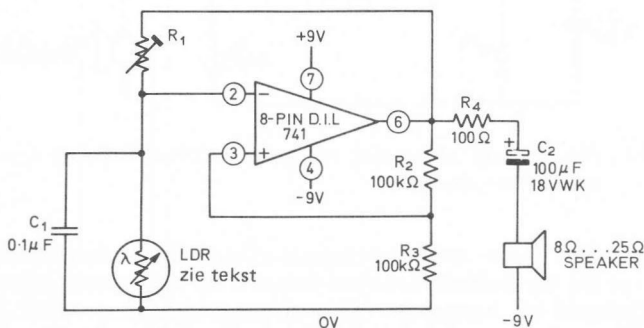 R₁
+9V
7
2
−
8-PIN D.I.L
741
6
3
+
4
-9V
R₄
100Ω
+
C₂
100μF
18VWK
R₂
100kΩ
C₁
0·1μF
λ
LDR
zie tekst
R₃
100kΩ
8Ω...25Ω
SPEAKER
0V
-9V